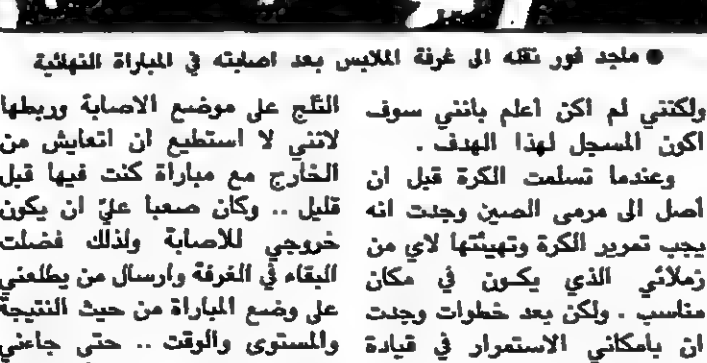 ● ماجد فور نقله الى غرفة الملابس بعد اصابته في المباراة النهائية
ولكنني لم اكن اعلم بانني سوف
اكون المسجل لهذا الهدف .
وعندما تسلمت الكرة قبل ان
أصل الى مرمى الصين وجدت انه
يجب تمرير الكرة وتهيئتها لاي من
زملائي الذي يكون في مكان
مناسب . ولكن بعد خطوات وجدت
ان بامكاني الاستمرار في قيادة
الثلج على موضع الاصابة وربطها
لانني لا استطيع ان اتعايش من
الخارج مع مباراة كنت فيها قبل
قليل .. وكان صعبا عليّ ان يكون
خروجي للاصابة ولذلك فضلت
البقاء في الغرفة وارسال من يطلعني
على وضع المباراة من حيث النتيجة
والمستوى والوقت .. حتى جاءني